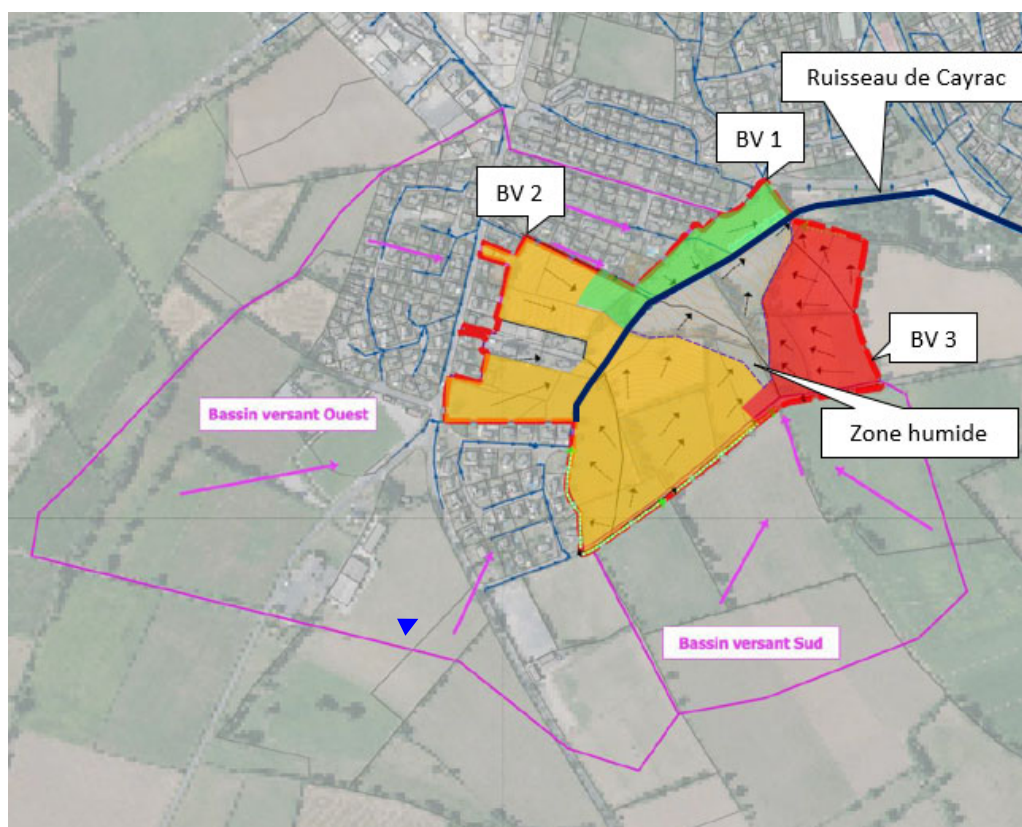 Ruisseau de Cayrac
BV 1
BV 2
BV 3
Bassin versant Ouest
Zone humide
Bassin versant Sud